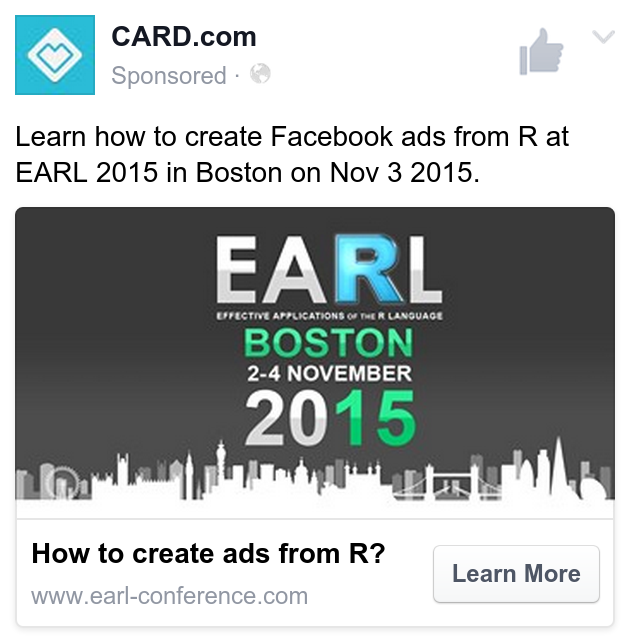 CARD.com
Sponsored ·
Learn how to create Facebook ads from R at
EARL 2015 in Boston on Nov 3 2015.
EARL
EFFECTIVE APPLICATIONS OF THE R LANGUAGE
BOSTON
2-4 NOVEMBER
2015
How to create ads from R?
www.earl-conference.com
Learn More